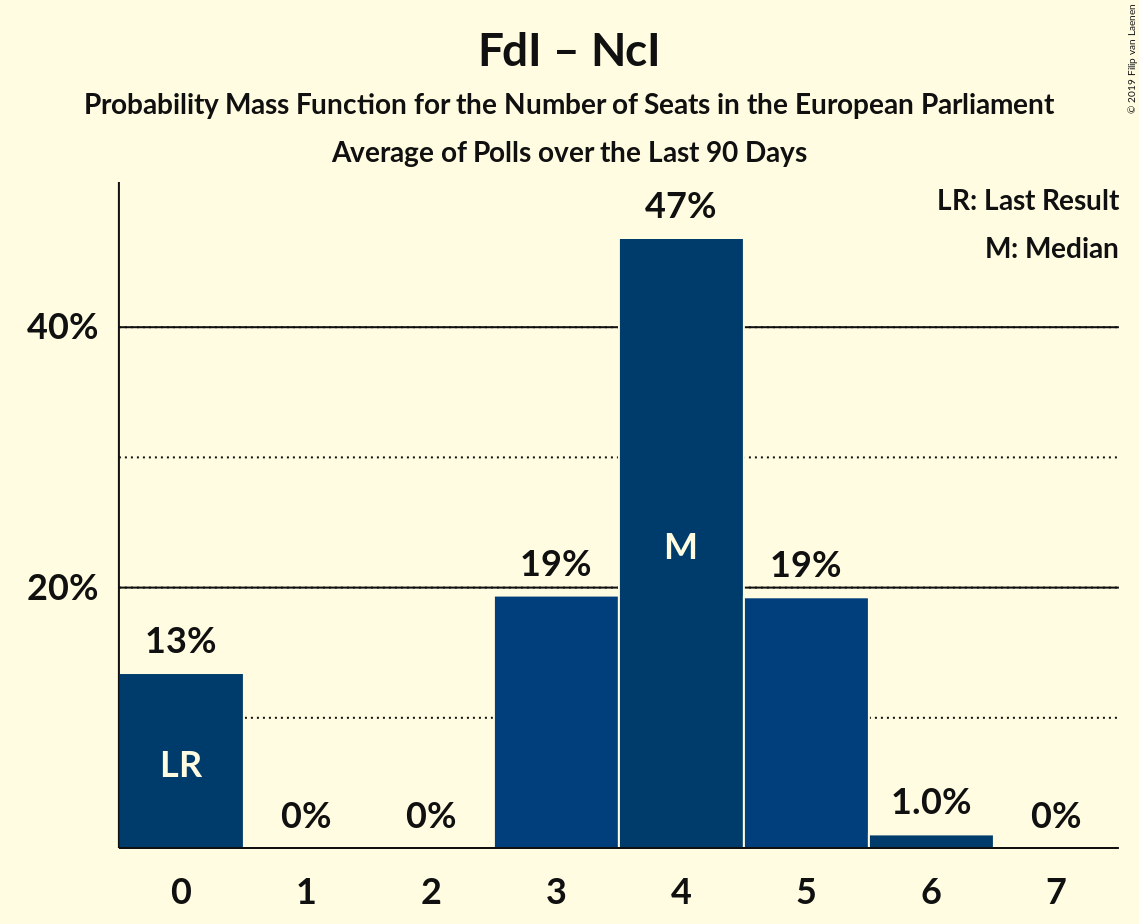 FdI – NcI
Probability Mass Function for the Number of Seats in the European Parliament
Average of Polls over the Last 90 Days
© 2019 Filip van Laenen
LR: Last Result
M: Median
47%
40%
M
19%
19%
20%
13%
LR
0%
0%
1.0%
0%
0 1 2 3 4 5 6 7